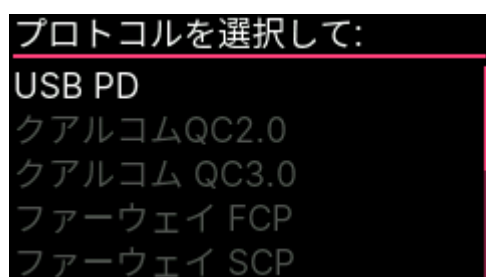 プロトコルを選択して:
USB PD
クアルコムQC2.0
クアルコム QC3.0
ファーウェイ FCP
ファーウェイ SCP